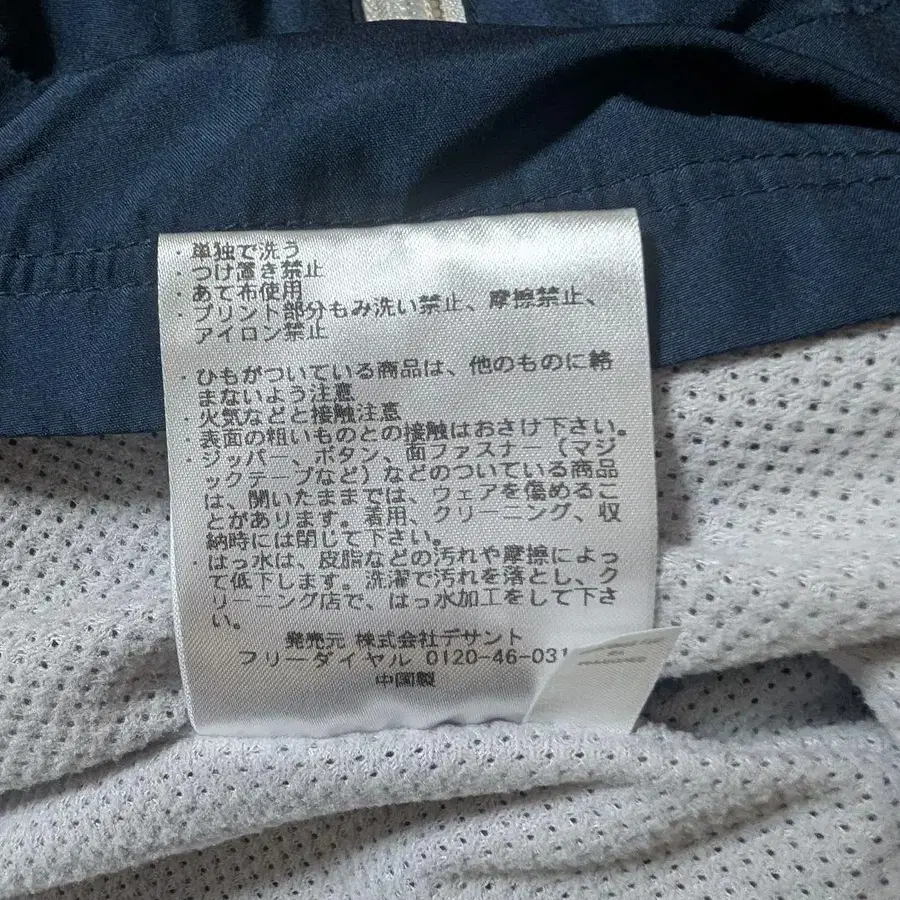 ・単独で洗う
・つけ置き禁止
・あて布使用
・プリント部分もみ洗い禁止、摩擦禁止、
アイロン禁止
・ひもがついている商品は、他のものに絡
まないよう注意
・火気などと接触注意
・表面の粗いものとの接触はおさけ下さい。
・ジッパー、ボタン、面ファスナー（マジ
ックテープなど）などのついている商品
は、開いたままでは、ウェアを傷めるこ
とがあります。着用、クリーニング、収
納時には閉じて下さい。
・はっ水は、皮脂などの汚れや摩擦によっ
て低下します。洗濯で汚れを落とし、ク
リーニング店で、はっ水加工をして下さ
い。
発売元 株式会社デサント
フリーダイヤル 0120-46-031
中国製